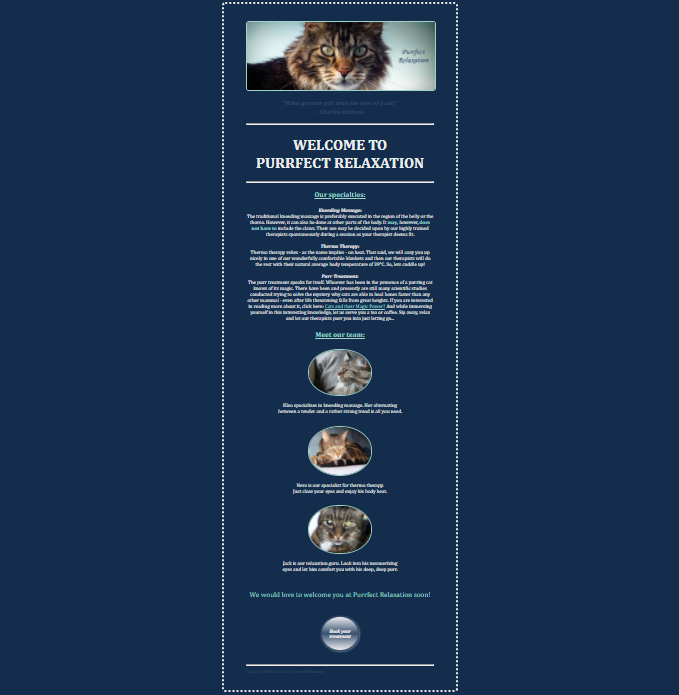 Purrfect
Relaxation
"What greater gift than the love of a cat?"
- Charles Dickens
WELCOME TO
PURRFECT RELAXATION
Our specialties:
Kneading Massage:
The traditional kneading massage is preferably executed in the region of the belly or the
thorax. However, it can also be done at other parts of the body. It may, however, does
not have to include the claws. Their use may be decided upon by our highly trained
therapists spontaneously during a session as your therapist deems fit.
Thermo Therapy:
Thermo therapy relies - as the name implies - on heat. That said, we will cosy you up
nicely in one of our wonderfully comfortable blankets and then our therapists will do
the rest with their natural average body temperature of 39°C. So, lets cuddle up!
Purr Treatment:
The purr treatment speaks for itself. Whoever has been in the presence of a purring cat
knows of its magic. There have been and presently are still many scientific studies
conducted trying to solve the mystery why cats are able to heal bones faster than any
other mammal - even after life threatening falls from great heights. If you are interested
in reading more about it, click here: Cats and their Magic Power! And while immersing
yourself in this interesting knowledge, let us serve you a tea or coffee. Sip away, relax
and let our therapists purr you into just letting go...
Meet our team:
specializes in kneading massage. Her alternating
between a tender and a rather strong tread is all you need.
Nero is our specialist for thermo therapy.
Just close your eyes and enjoy his body heat.
Jack is our relaxation guru. Look into his mesmerizing
eyes and let him comfort you with his deep, deep purr.
We would love to welcome you at Purrfect Relaxation soon!
Book your
treatment